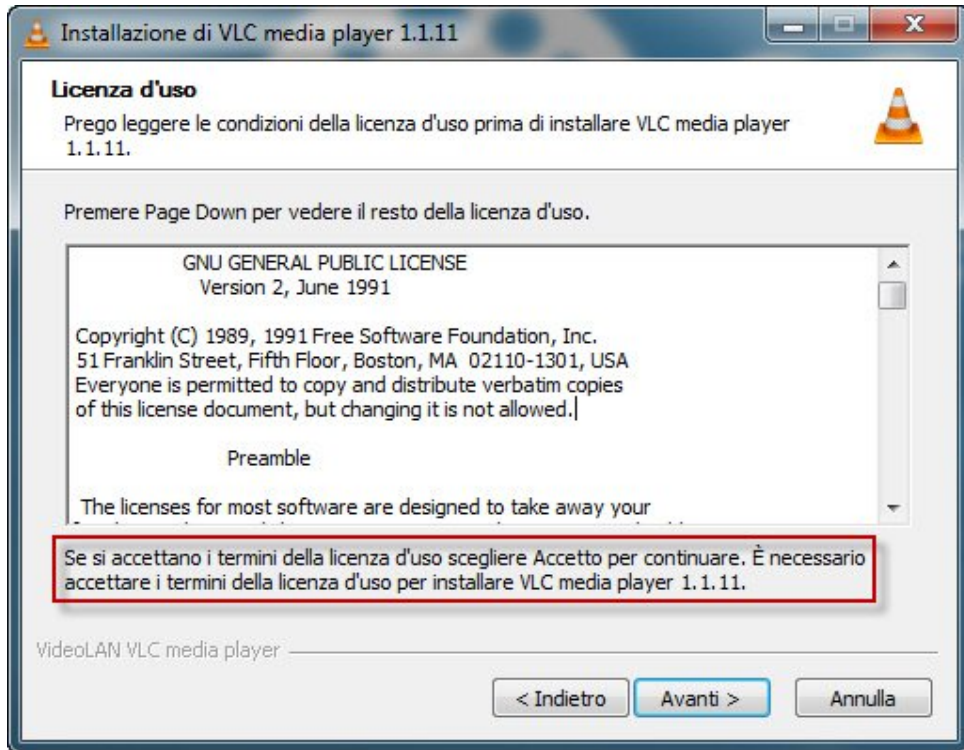 Installazione di VLC media player 1.1.11
Licenza d'uso
Prego leggere le condizioni della licenza d'uso prima di installare VLC media player
1.1.11.
Premere Page Down per vedere il resto della licenza d'uso.
GNU GENERAL PUBLIC LICENSE
Version 2, June 1991
Copyright (C) 1989, 1991 Free Software Foundation, Inc.
51 Franklin Street, Fifth Floor, Boston, MA  02110-1301, USA
Everyone is permitted to copy and distribute verbatim copies
of this license document, but changing it is not allowed.
Preamble
The licenses for most software are designed to take away your
Se si accettano i termini della licenza d'uso scegliere Accetto per continuare. È necessario
accettare i termini della licenza d'uso per installare VLC media player 1.1.11.
VideoLAN VLC media player
< Indietro
Avanti >
Annulla